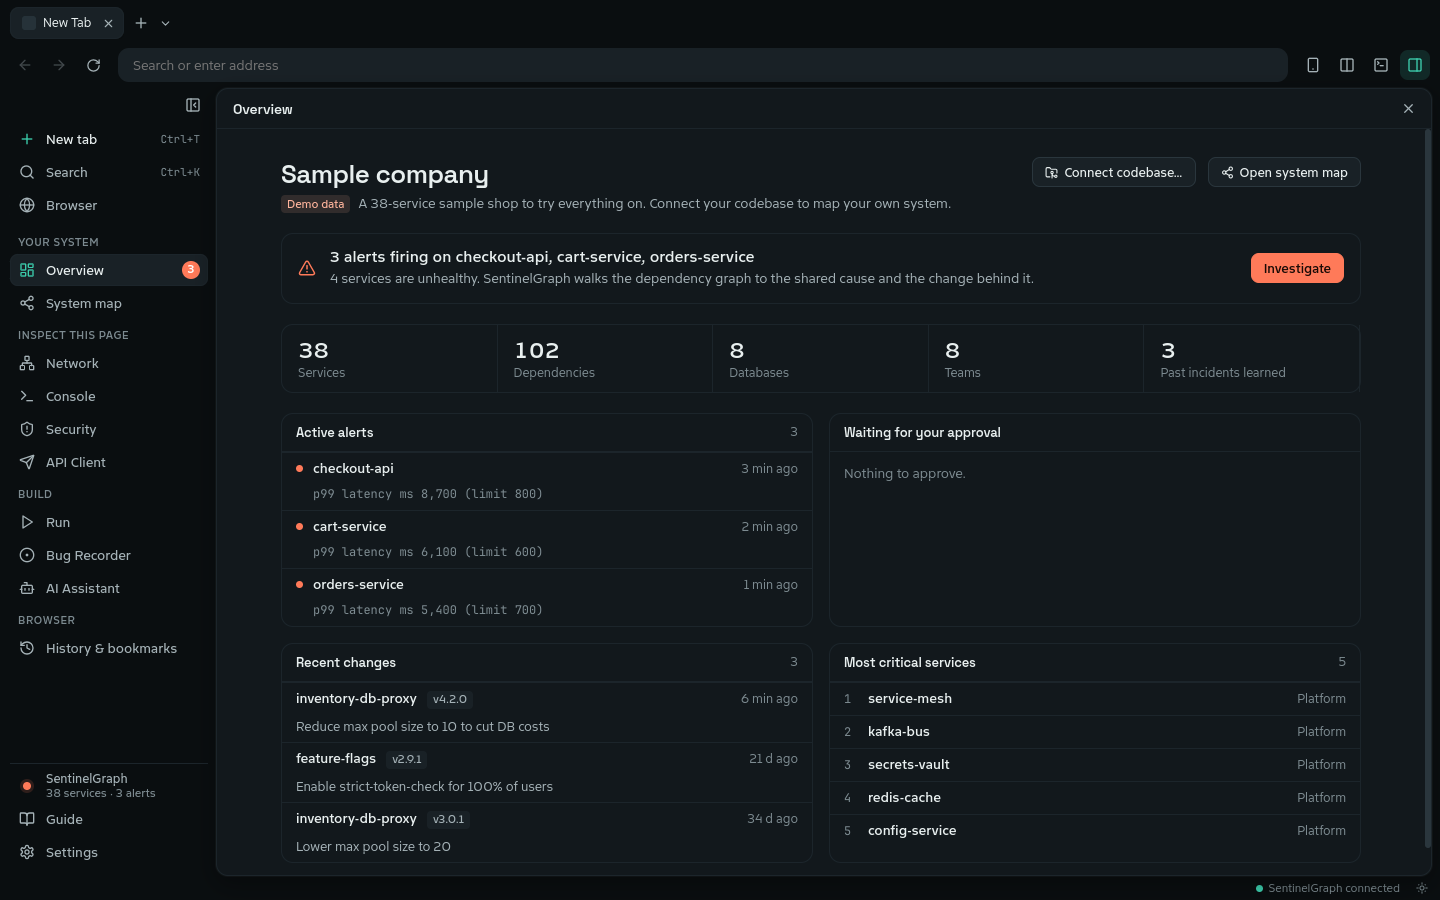 New Tab
Search or enter address
New tab Ctrl+T
Search Ctrl+K
Browser
YOUR SYSTEM
Overview 3
System map
INSPECT THIS PAGE
Network
Console
Security
API Client
BUILD
Run
Bug Recorder
AI Assistant
BROWSER
History & bookmarks
SentinelGraph
38 services · 3 alerts
Guide
Settings
Overview
Sample company
Connect codebase... Open system map
Demo data A 38-service sample shop to try everything on. Connect your codebase to map your own system.
3 alerts firing on checkout-api, cart-service, orders-service
4 services are unhealthy. SentinelGraph walks the dependency graph to the shared cause and the change behind it.
Investigate
38 102 8 8 3
Services Dependencies Databases Teams Past incidents learned
Active alerts 3
checkout-api 3 min ago
p99 latency ms 8,700 (limit 800)
cart-service 2 min ago
p99 latency ms 6,100 (limit 600)
orders-service 1 min ago
p99 latency ms 5,400 (limit 700)
Waiting for your approval
Nothing to approve.
Recent changes 3
inventory-db-proxy v4.2.0 6 min ago
Reduce max pool size to 10 to cut DB costs
feature-flags v2.9.1 21 d ago
Enable strict-token-check for 100% of users
inventory-db-proxy v3.0.1 34 d ago
Lower max pool size to 20
Most critical services 5
1 service-mesh Platform
2 kafka-bus Platform
3 secrets-vault Platform
4 redis-cache Platform
5 config-service Platform
SentinelGraph connected